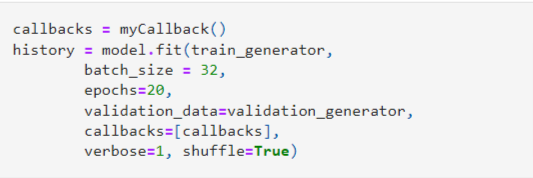 callbacks = myCallback()
history = model.fit(train_generator,
        batch_size = 32,
        epochs=20,
        validation_data=validation_generator,
        callbacks=[callbacks],
        verbose=1, shuffle=True)